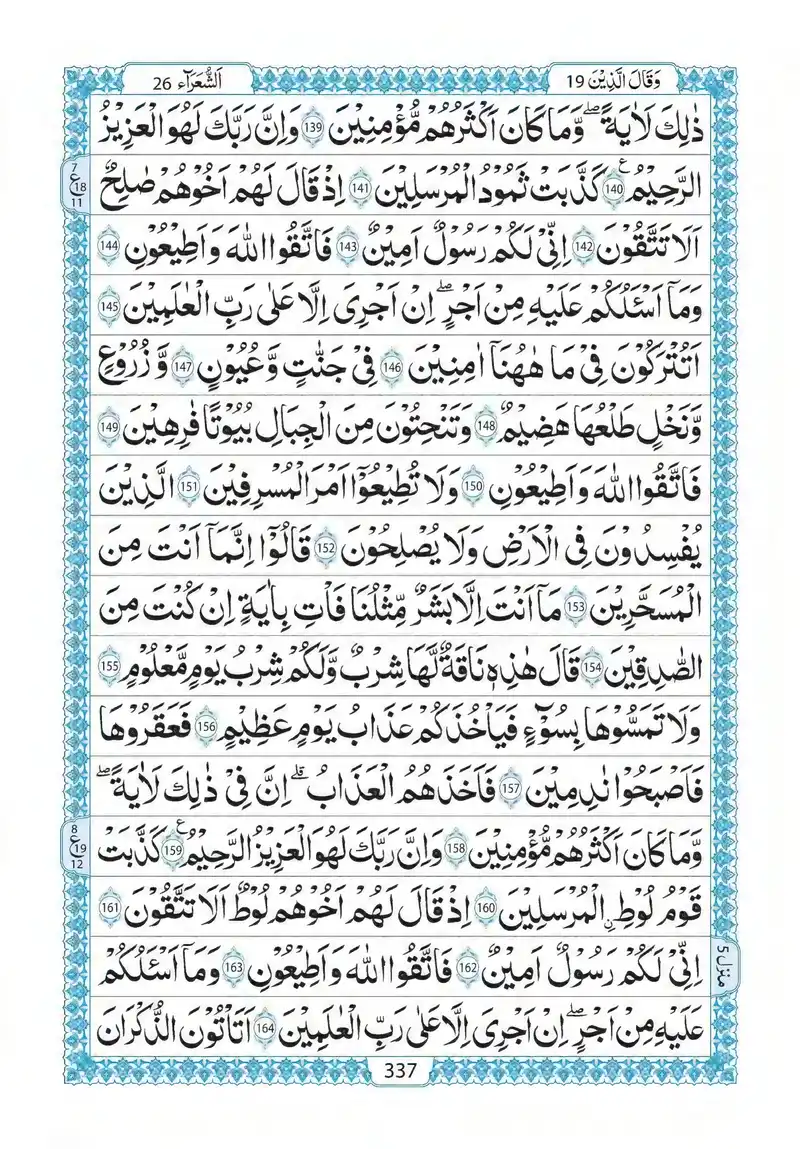 وَقَالَ الَّذِيْنَ 19
اَلشُّعَرَآء 26
ذٰلِكَ لَاٰيَةً ؕ وَمَا كَانَ اَكْثَرُهُمْ مُّؤْمِنِيْنَ 139 وَاِنَّ رَبَّكَ لَهُوَ الْعَزِيْزُ
الرَّحِيْمُ 140 كَذَّبَتْ ثَمُوْدُ الْمُرْسَلِيْنَ 141 اِذْ قَالَ لَهُمْ اَخُوْهُمْ صٰلِحٌ
7 ع 18 11
اَلَا تَتَّقُوْنَ 142 اِنِّىْ لَكُمْ رَسُوْلٌ اَمِيْنٌ 143 فَاتَّقُوا اللّٰهَ وَاَطِيْعُوْنِ 144
وَمَاۤ اَسْـَٔلُكُمْ عَلَيْهِ مِنْ اَجْرٍ ۖ اِنْ اَجْرِىَ اِلَّا عَلٰى رَبِّ الْعٰلَمِيْنَ 145
اَتُتْرَكُوْنَ فِىْ مَا هٰهُنَاۤ اٰمِنِيْنَ 146 فِىْ جَنّٰتٍ وَّعُيُوْنٍ 147 وَّزُرُوْعٍ
وَّنَخْلٍ طَلْعُهَا هَضِيْمٌ 148 وَتَنْحِتُوْنَ مِنَ الْجِبَالِ بُيُوْتًا فٰرِهِيْنَ 149
فَاتَّقُوا اللّٰهَ وَاَطِيْعُوْنِ 150 وَلَا تُطِيْعُوْۤا اَمْرَ الْمُسْرِفِيْنَ 151 الَّذِيْنَ
يُفْسِدُوْنَ فِى الْاَرْضِ وَلَا يُصْلِحُوْنَ 152 قَالُوْۤا اِنَّمَاۤ اَنْتَ مِنَ
الْمُسَحَّرِيْنَ 153 مَاۤ اَنْتَ اِلَّا بَشَرٌ مِّثْلُنَا فَاْتِ بِاٰيَةٍ اِنْ كُنْتَ مِنَ
الصّٰدِقِيْنَ 154 قَالَ هٰذِهٖ نَاقَةٌ لَّهَا شِرْبٌ وَّلَكُمْ شِرْبُ يَوْمٍ مَّعْلُوْمٍ 155
وَلَا تَمَسُّوْهَا بِسُوْٓءٍ فَيَاْخُذَكُمْ عَذَابُ يَوْمٍ عَظِيْمٍ 156 فَعَقَرُوْهَا
فَاَصْبَحُوْا نٰدِمِيْنَ 157 فَاَخَذَهُمُ الْعَذَابُ ؕ اِنَّ فِىْ ذٰلِكَ لَاٰيَةً ؕ
وَمَا كَانَ اَكْثَرُهُمْ مُّؤْمِنِيْنَ 158 وَاِنَّ رَبَّكَ لَهُوَ الْعَزِيْزُ الرَّحِيْمُ 159 كَذَّبَتْ
8 ع 19 12
قَوْمُ لُوْطِ ۨالْمُرْسَلِيْنَ 160 اِذْ قَالَ لَهُمْ اَخُوْهُمْ لُوْطٌ اَلَا تَتَّقُوْنَ 161
اِنِّىْ لَكُمْ رَسُوْلٌ اَمِيْنٌ 162 فَاتَّقُوا اللّٰهَ وَاَطِيْعُوْنِ 163 وَمَاۤ اَسْـَٔلُكُمْ
منزل 5
عَلَيْهِ مِنْ اَجْرٍ ۖ اِنْ اَجْرِىَ اِلَّا عَلٰى رَبِّ الْعٰلَمِيْنَ 164 اَتَاْتُوْنَ الذُّكْرَانَ
337